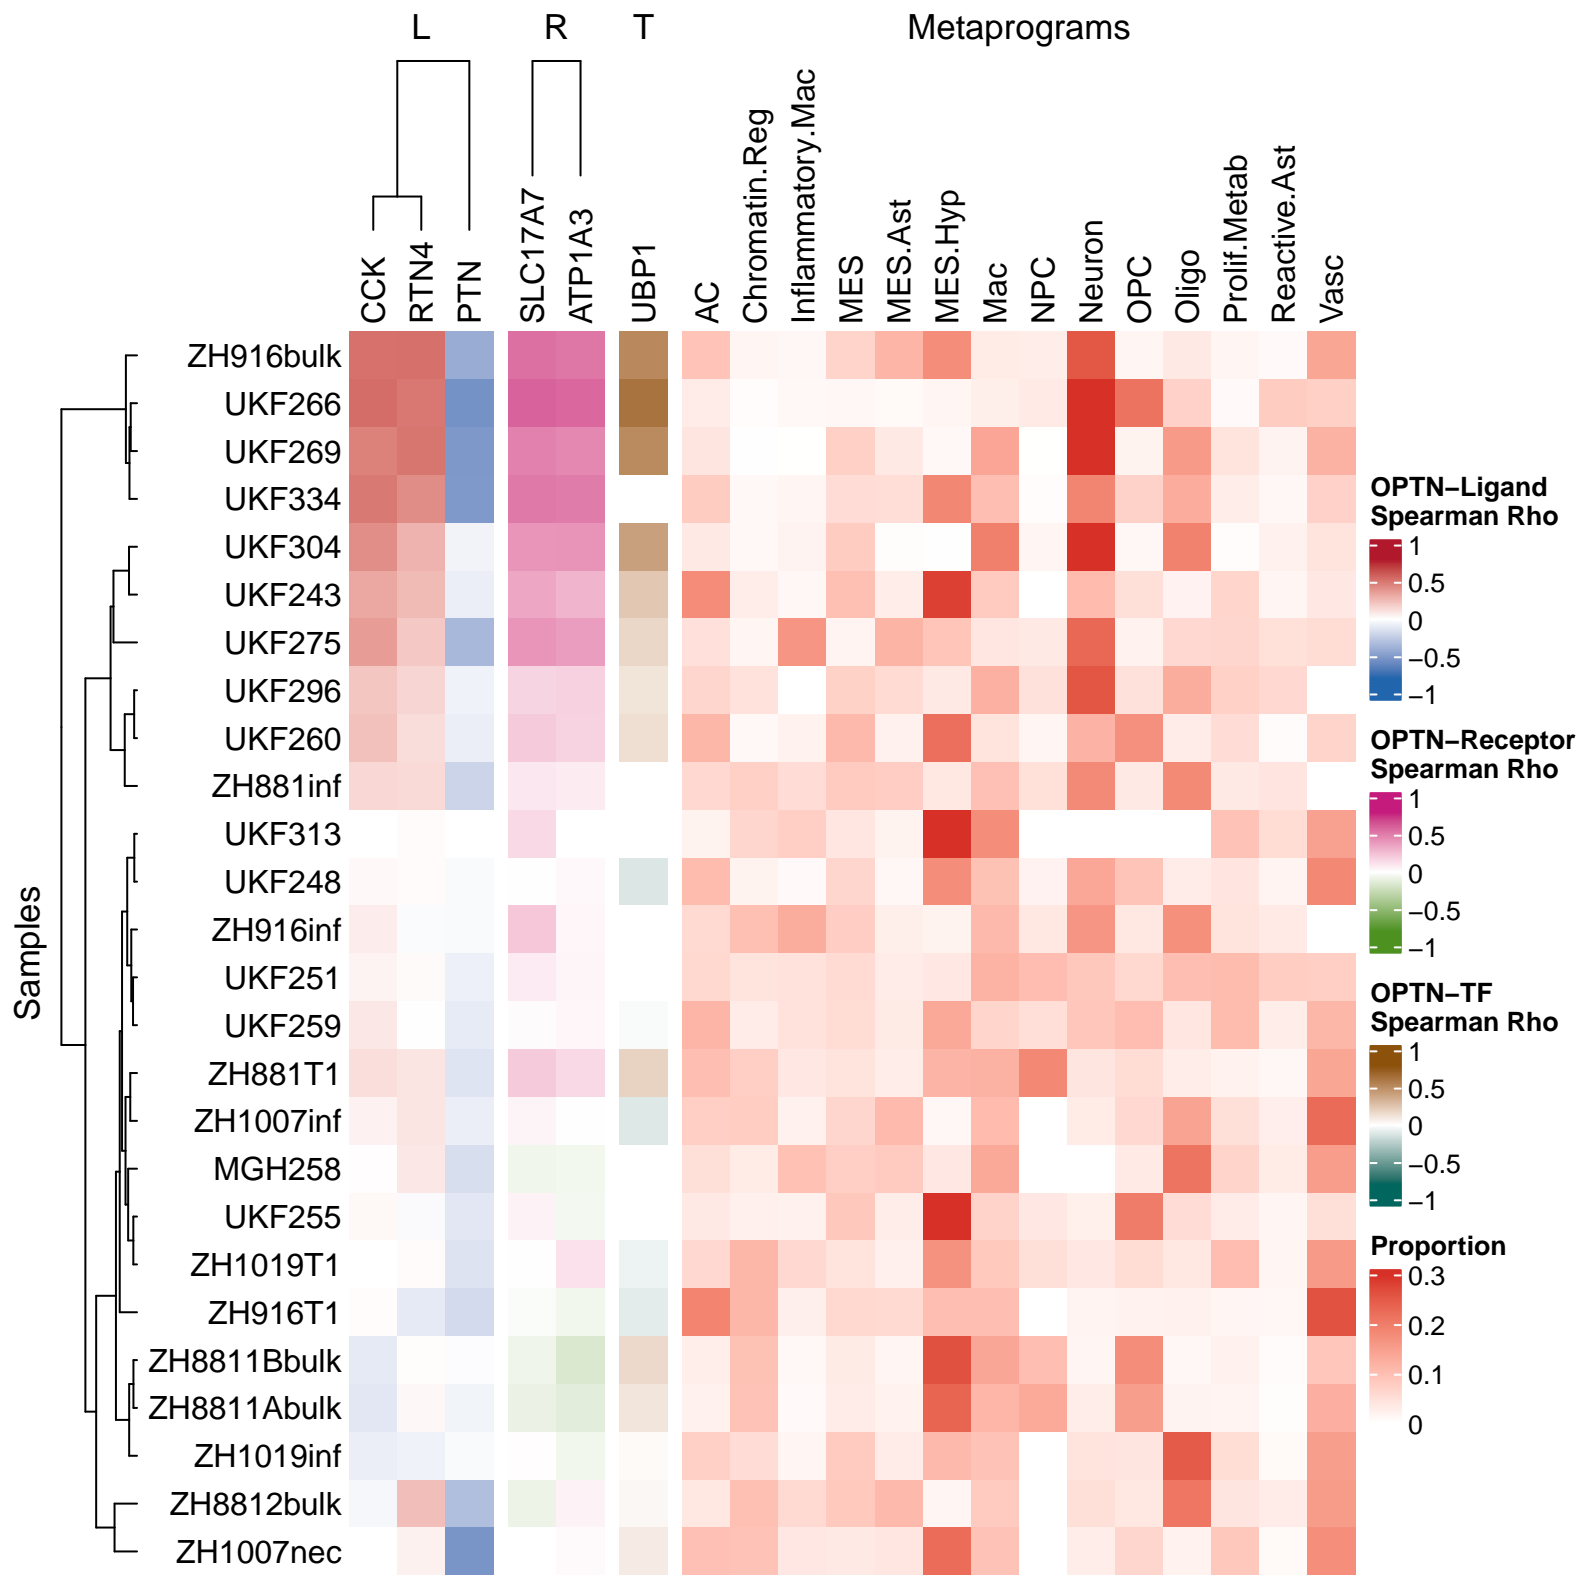 L R T Metaprograms
CCK
RTN4
PTN
SLC17A7
ATP1A3
UBP1
AC
Chromatin.Reg
Inflammatory.Mac
MES
MES.Ast
MES.Hyp
Mac
NPC
Neuron
OPC
Oligo
Prolif.Metab
Reactive.Ast
Vasc
Samples
ZH916bulk
UKF266
UKF269
UKF334
UKF304
UKF243
UKF275
UKF296
UKF260
ZH881inf
UKF313
UKF248
ZH916inf
UKF251
UKF259
ZH881T1
ZH1007inf
MGH258
UKF255
ZH1019T1
ZH916T1
ZH8811Bbulk
ZH8811Abulk
ZH1019inf
ZH8812bulk
ZH1007nec
OPTN−Ligand
Spearman Rho
1
0.5
0
−0.5
−1
OPTN−Receptor
Spearman Rho
1
0.5
0
−0.5
−1
OPTN−TF
Spearman Rho
1
0.5
0
−0.5
−1
Proportion
0.3
0.2
0.1
0